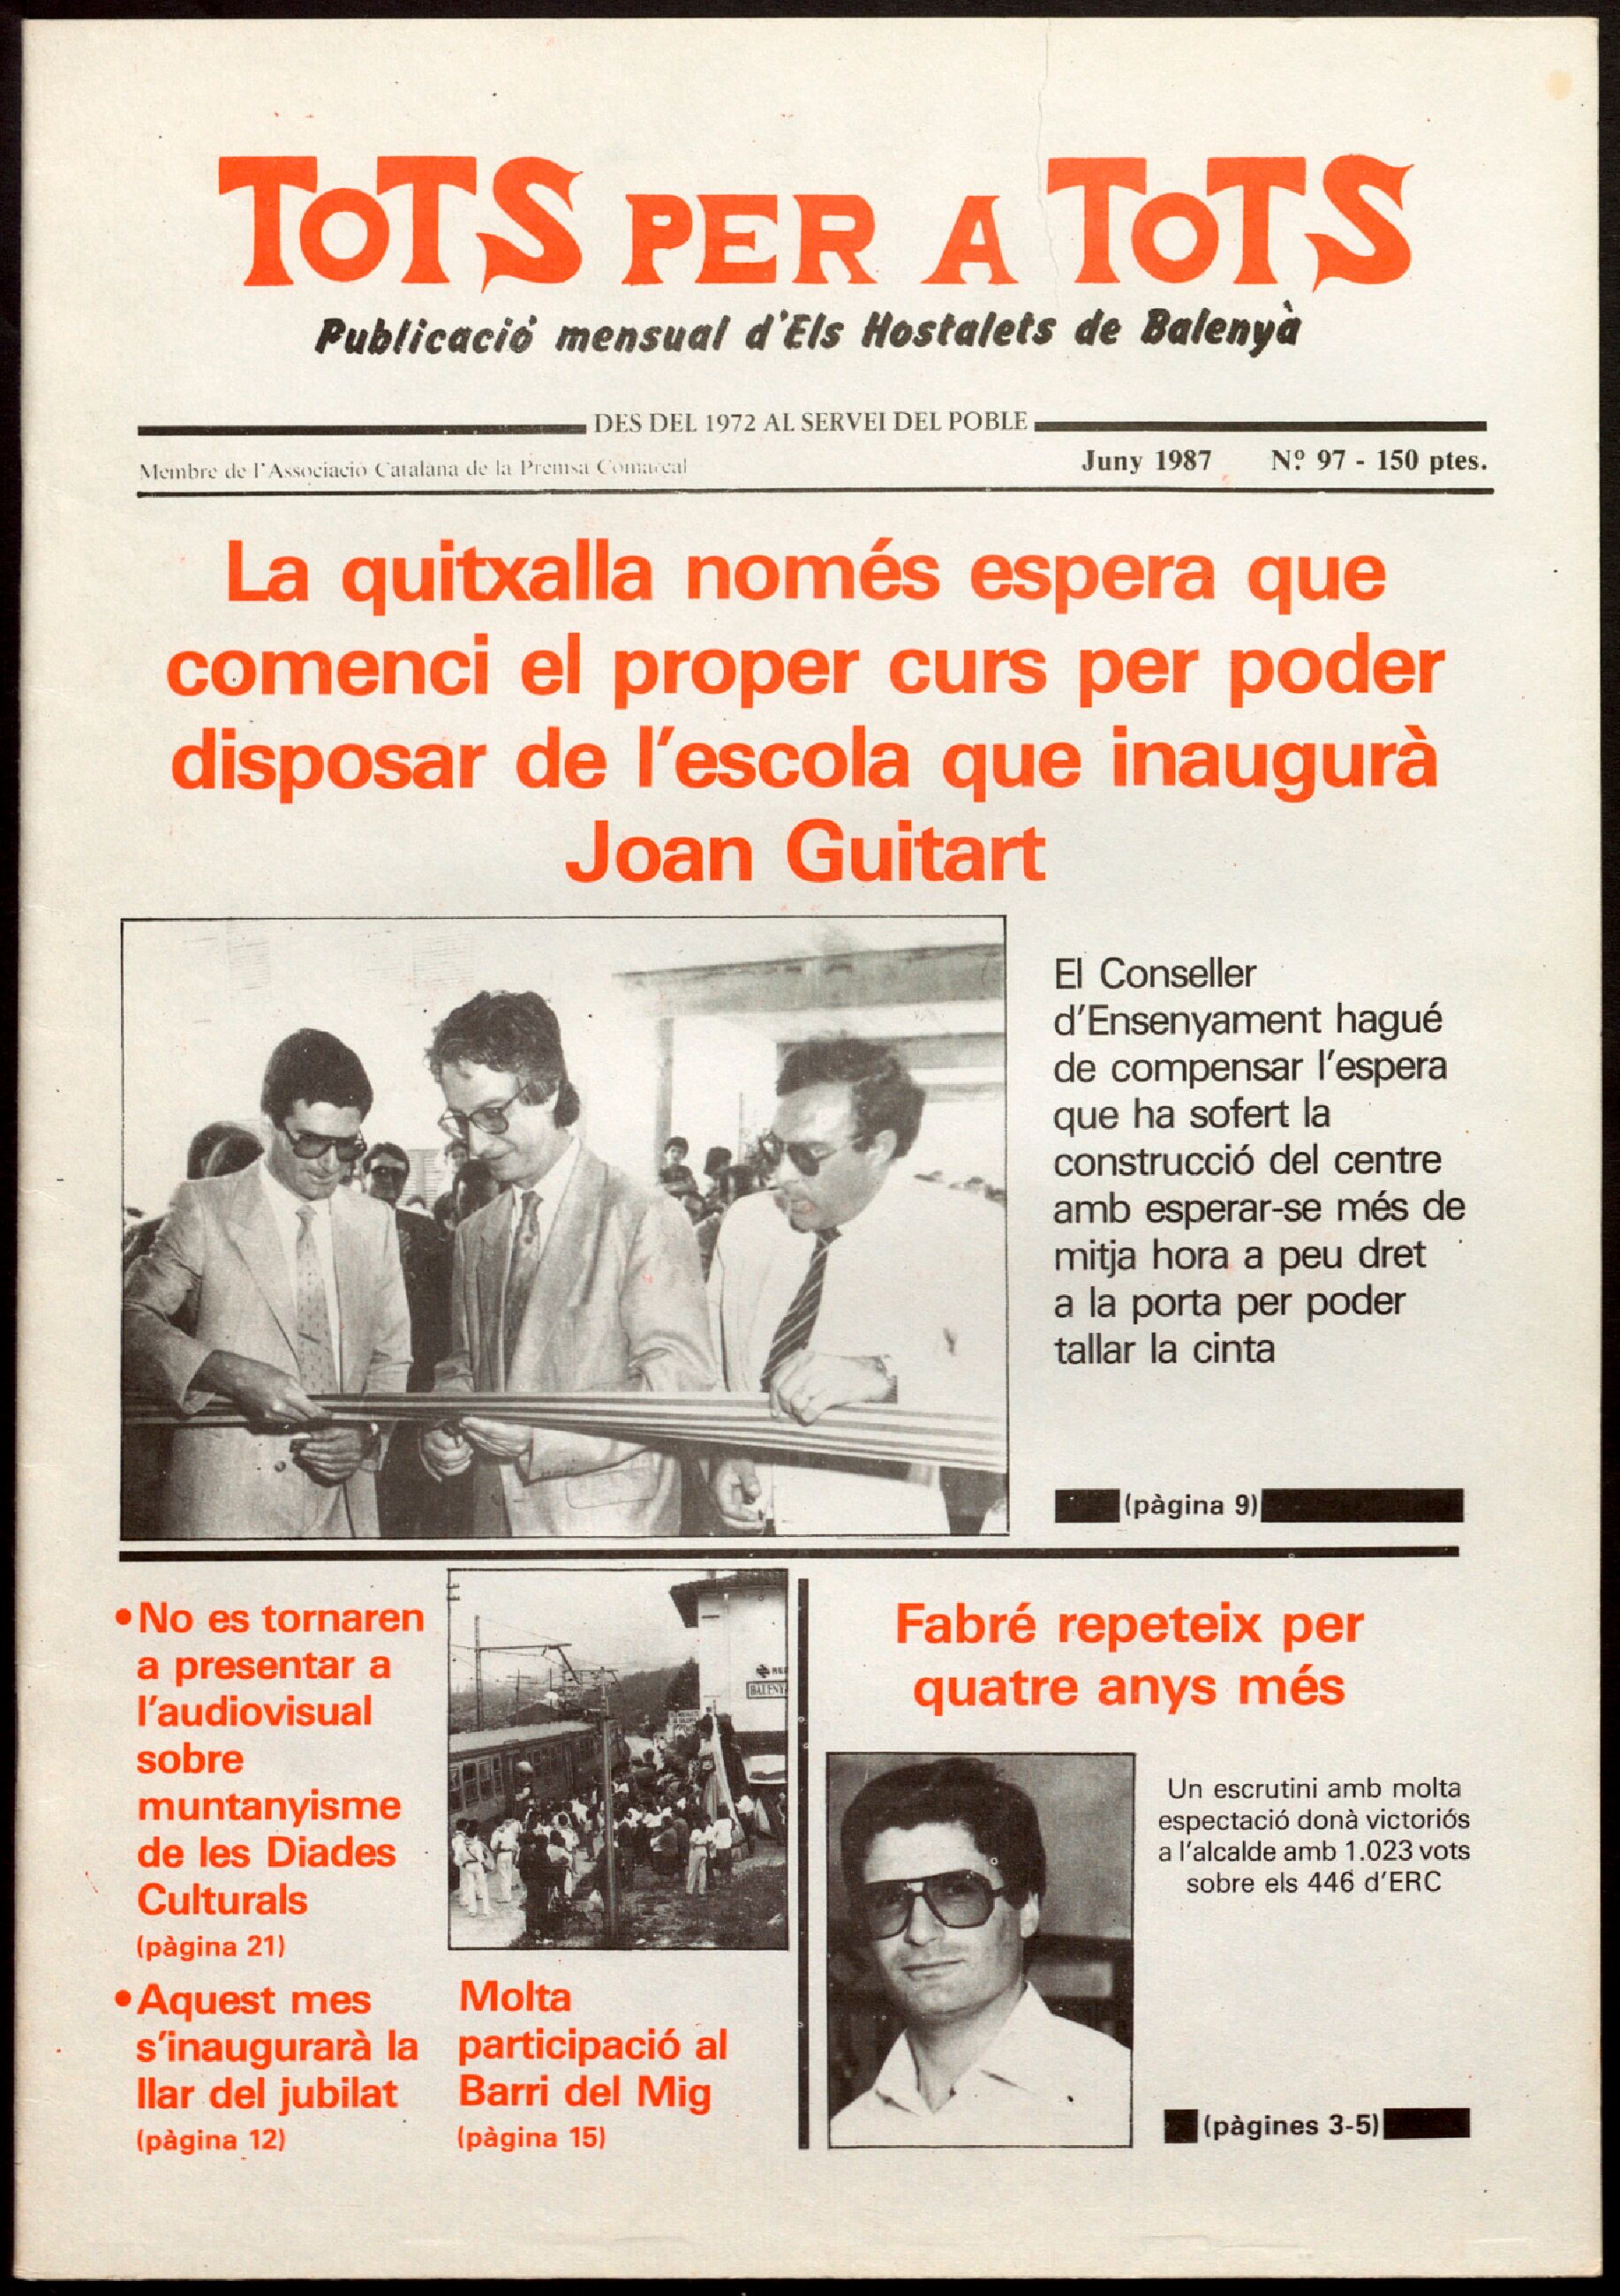 ToTS PER A ToTS
Publicació mensual d'Els Hostalets de Balenyà
DES DEL 1972 AL SERVEI DEL POBLE
Membre de l'Associació Catalana de la Premsa Comarcal
Juny 1987 Nº 97 - 150 ptes.
La quitxalla només espera que
comenci el proper curs per poder
disposar de l'escola que inaugurà
Joan Guitart
El Conseller
d'Ensenyament hagué
de compensar l'espera
que ha sofert la
construcció del centre
amb esperar-se més de
mitja hora a peu dret
a la porta per poder
tallar la cinta
(pàgina 9)
•No es tornaren
a presentar a
l'audiovisual
sobre
muntanyisme
de les Diades
Culturals
(pàgina 21)
•Aquest mes
s'inaugurarà la
llar del jubilat
(pàgina 12)
BALENY
Molta
participació al
Barri del Mig
(pàgina 15)
Fabré repeteix per
quatre anys més
Un escrutini amb molta
espectació donà victoriós
a l'alcalde amb 1.023 vots
sobre els 446 d'ERC
(pàgines 3-5)